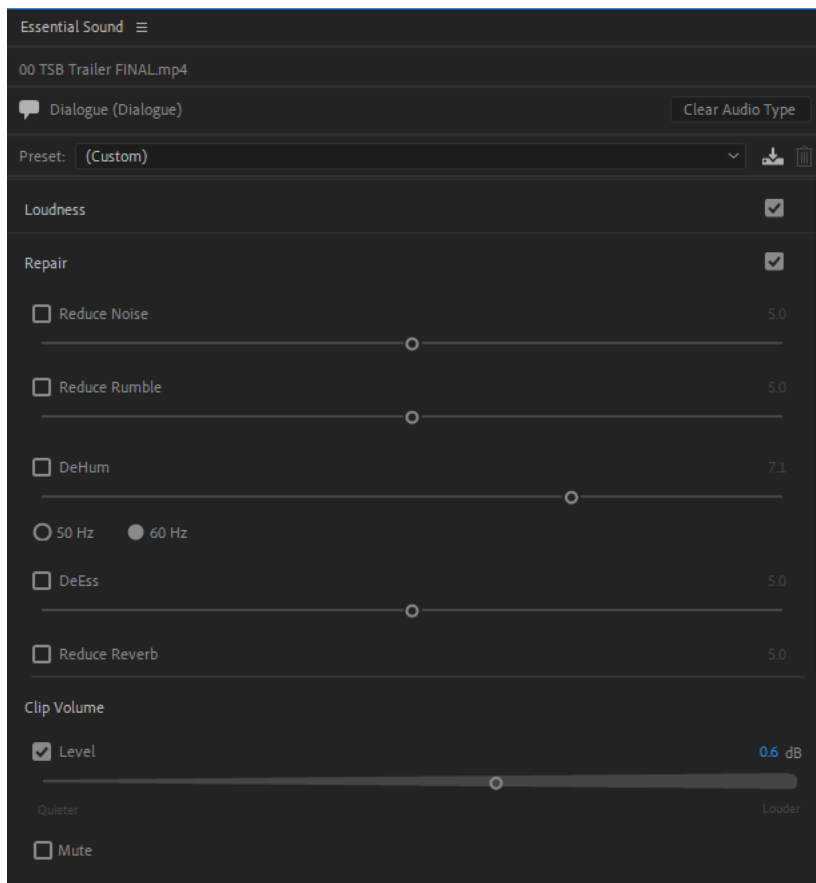 Essential Sound
00 TSB Trailer FINAL.mp4
Dialogue (Dialogue) Clear Audio Type
Preset: (Custom)
Loudness
Repair
Reduce Noise 5.0
Reduce Rumble 5.0
DeHum 7.1
50 Hz 60 Hz
DeEss 5.0
Reduce Reverb 5.0
Clip Volume
Level 0.6 dB
Quieter Louder
Mute